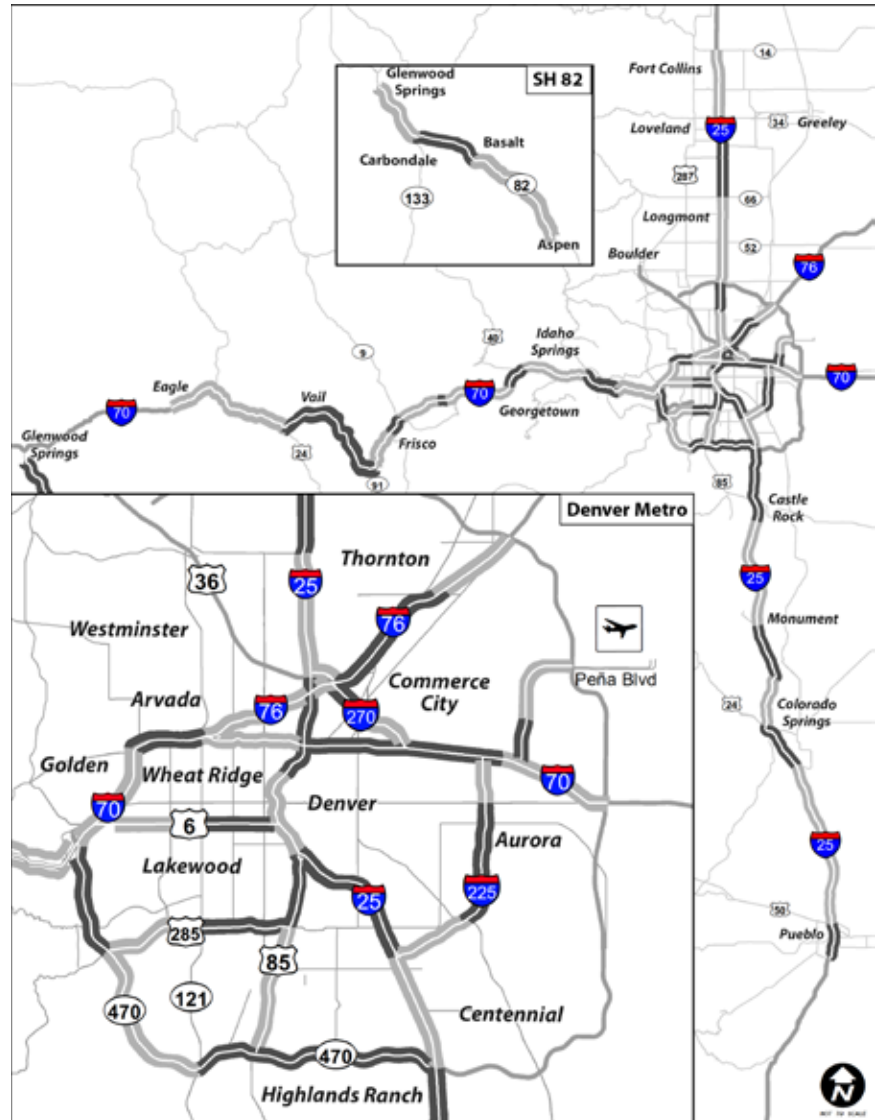 Glenwood
Springs
SH 82
Basalt
Carbondale
82
133
Aspen
14
Fort Collins
25
Loveland
34
Greeley
287
66
Longmont
52
Boulder
76
9
40
Idaho
Springs
70
Eagle
Vail
70
Georgetown
70
Glenwood
Springs
24
Frisco
91
85
Castle
Rock
25
Monument
24
Colorado
Springs
25
50
Pueblo
NOT TO SCALE
Denver Metro
Thornton
36
25
76
Westminster
Peña Blvd
Arvada
Commerce
City
76
270
Golden
Wheat Ridge
70
70
Denver
6
Aurora
Lakewood
25
225
285
85
121
470
Centennial
470
Highlands Ranch